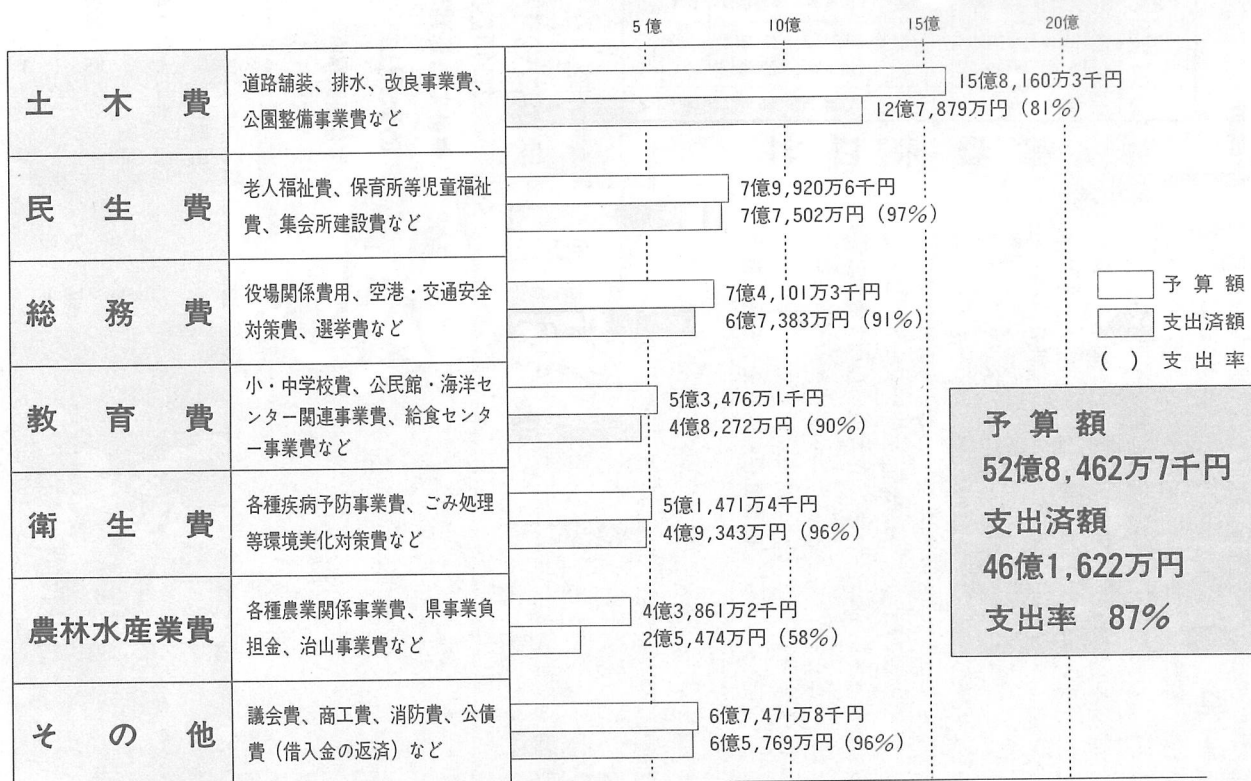 5億 10億 15億 20億
土木費
道路舗装、排水、改良事業費、
公園整備事業費など
15億8,160万3千円
12億7,879万円(81%)
民生費
老人福祉費、保育所等児童福祉
費、集会所建設費など
7億9,920万6千円
7億7,502万円(97%)
総務費
役場関係費用、空港・交通安全
対策費、選挙費など
7億4,101万3千円
6億7,383万円(91%)
教育費
小・中学校費、公民館・海洋セ
ンター関連事業費、給食センタ
ー事業費など
5億3,476万1千円
4億8,272万円(90%)
衛生費
各種疾病予防事業費、ごみ処理
等環境美化対策費など
5億1,471万4千円
4億9,343万円(96%)
農林水産業費
各種農業関係事業費、県事業負
担金、治山事業費など
4億3,861万2千円
2億5,474万円(58%)
その他
議会費、商工費、消防費、公債
費(借入金の返済)など
6億7,471万8千円
6億5,769万円(96%)
予算額
支出済額
( ) 支出率
予算額
52億8,462万7千円
支出済額
46億1,622万円
支出率 87%